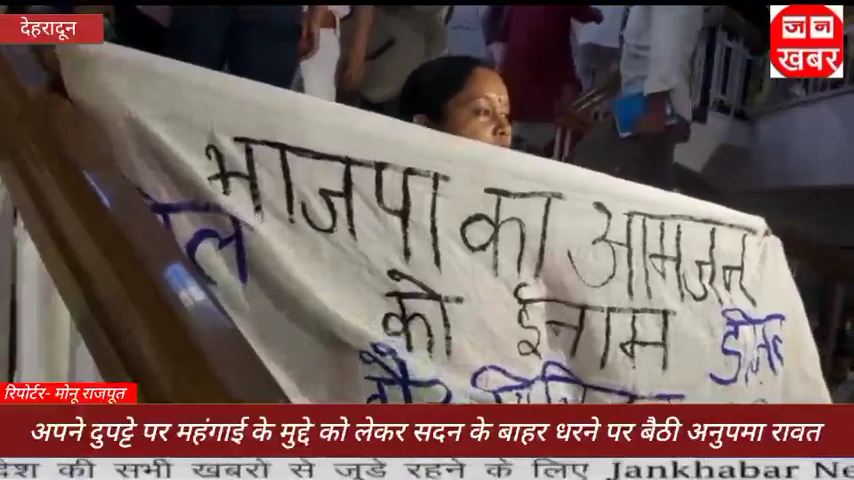 देहरादून
जन
खबर
भाजपा का आमजन
को ईनाम डीजल
रिपोर्टर- मोनू राजपूत
अपने दुपट्टे पर महंगाई के मुद्दे को लेकर सदन के बाहर धरने पर बैठी अनुपमा रावत
की सभी खबरो से जुडे रहने के लिए Jankhabar